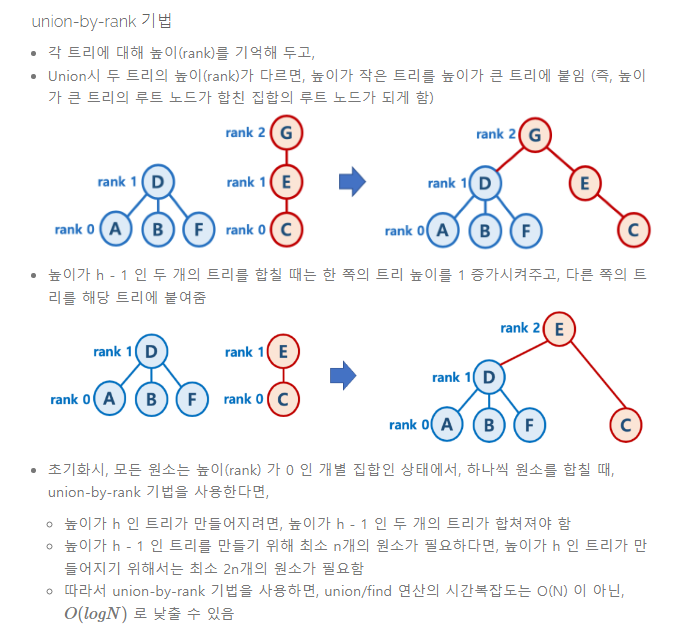 union-by-rank 기법
각 트리에 대해 높이(rank)를 기억해 두고,
Union시 두 트리의 높이(rank)가 다르면, 높이가 작은 트리를 높이가 큰 트리에 붙임 (즉, 높이
가 큰 트리의 루트 노드가 합친 집합의 루트 노드가 되게 함)
rank 2 G rank 2 G
rank 1 D rank 1 E rank 1 D E
rank 0 A B F rank 0 C rank 0 A B F C
높이가 h - 1 인 두 개의 트리를 합칠 때는 한 쪽의 트리 높이를 1 증가시켜주고, 다른 쪽의 트
리를 해당 트리에 붙여줌
rank 2 E
rank 1 D rank 1 E rank 1 D
rank 0 A B F rank 0 C rank 0 A B F C
초기화시, 모든 원소는 높이(rank) 가 0 인 개별 집합인 상태에서, 하나씩 원소를 합칠 때,
union-by-rank 기법을 사용한다면,
높이가 h 인 트리가 만들어지려면, 높이가 h - 1 인 두 개의 트리가 합쳐져야 함
높이가 h - 1 인 트리를 만들기 위해 최소 n개의 원소가 필요하다면, 높이가 h 인 트리가 만
들어지기 위해서는 최소 2n개의 원소가 필요함
따라서 union-by-rank 기법을 사용하면, union/find 연산의 시간복잡도는 O(N) 이 아닌,
O(logN) 로 낮출 수 있음